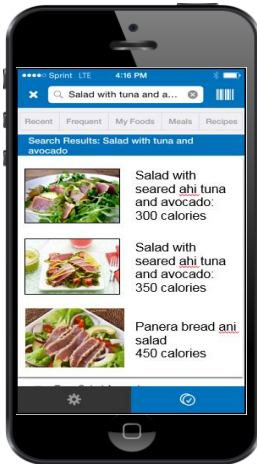 Sprint LTE 4:16 PM
Salad with tuna and a...
Recent Frequent My Foods Meals Recipes
Search Results: Salad with tuna and
avocado
Salad with
seared ahi tuna
and avocado:
300 calories
Salad with
seared ahi tuna
and avocado:
350 calories
Panera bread ani
salad
450 calories